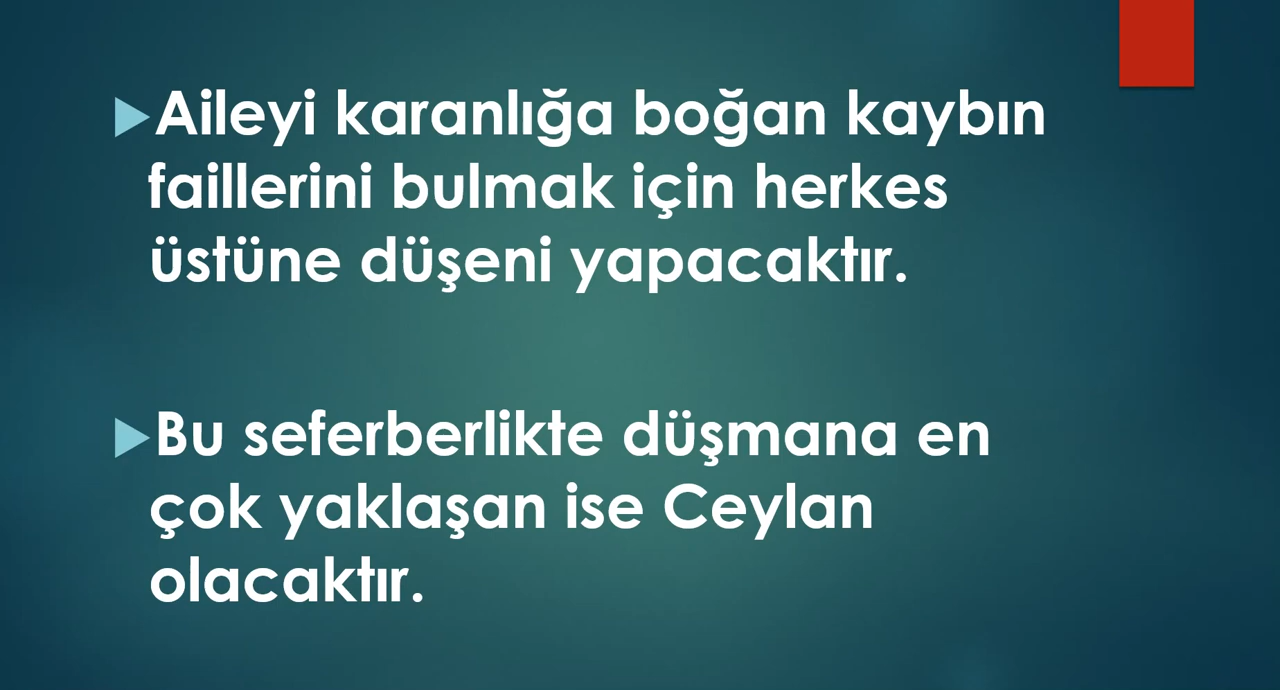 Aileyi karanlığa boğan kaybın
faillerini bulmak için herkes
üstüne düşeni yapacaktır.
Bu seferberlikte düşmana en
çok yaklaşan ise Ceylan
olacaktır.